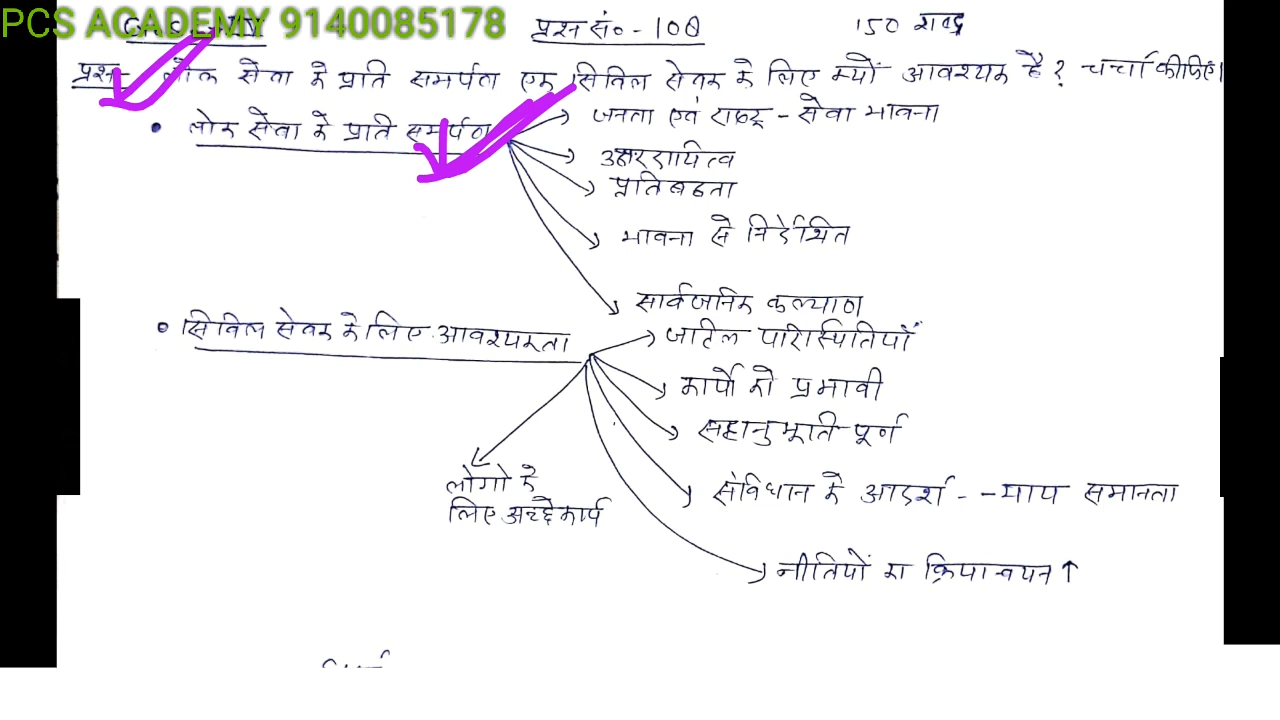 PCS ACADEMY 9140085178
प्रश्न सं०-108
150 शब्द
प्रश्न- लोक सेवा के प्रति समर्पण एक सिविल सेवक के लिए क्यों आवश्यक है? चर्चा कीजिए।
• लोक सेवा के प्रति समर्पण
जनता एवं राष्ट्र - सेवा भावना
उत्तरदायित्व
प्रतिबद्धता
भावना से निर्देशित
सार्वजनिक कल्याण
• सिविल सेवक के लिए आवश्यकता
जटिल परिस्थितियों
कार्यों को प्रभावी
सहानुभूति पूर्ण
संविधान के आदर्श - न्याय समानता
नीतियों का क्रियान्वयन ↑
लोगों के
लिए अच्छे कार्य